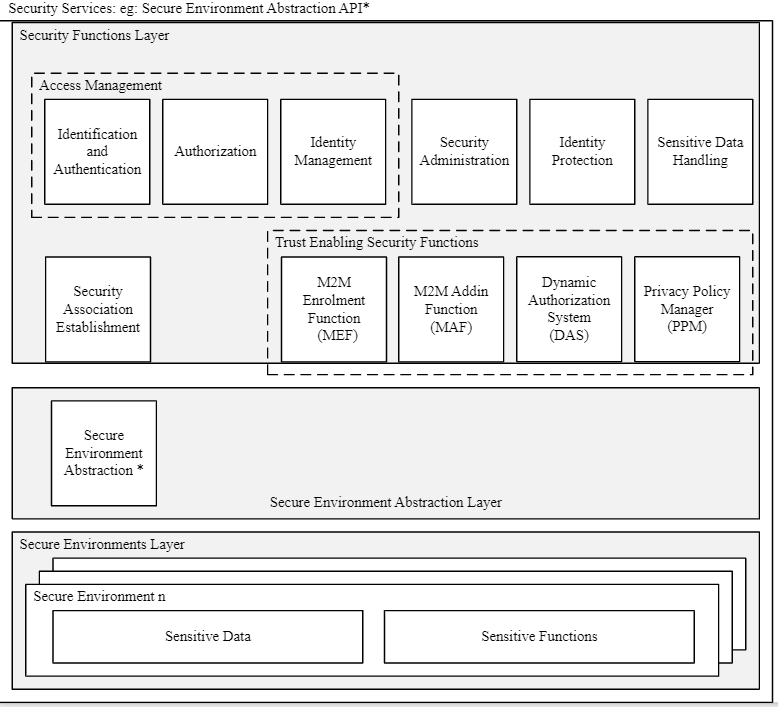 Security Services: eg: Secure Environment Abstraction API*
Security Functions Layer
Access Management
Identification
and
Authentication
Authorization
Identity
Management
Security
Administration
Identity
Protection
Sensitive Data
Handling
Trust Enabling Security Functions
Security
Association
Establishment
M2M
Enrolment
Function
(MEF)
M2M Addin
Function
(MAF)
Dynamic
Authorization
System
(DAS)
Privacy Policy
Manager
(PPM)
Secure
Environment
Abstraction *
Secure Environment Abstraction Layer
Secure Environments Layer
Secure Environment n
Sensitive Data
Sensitive Functions